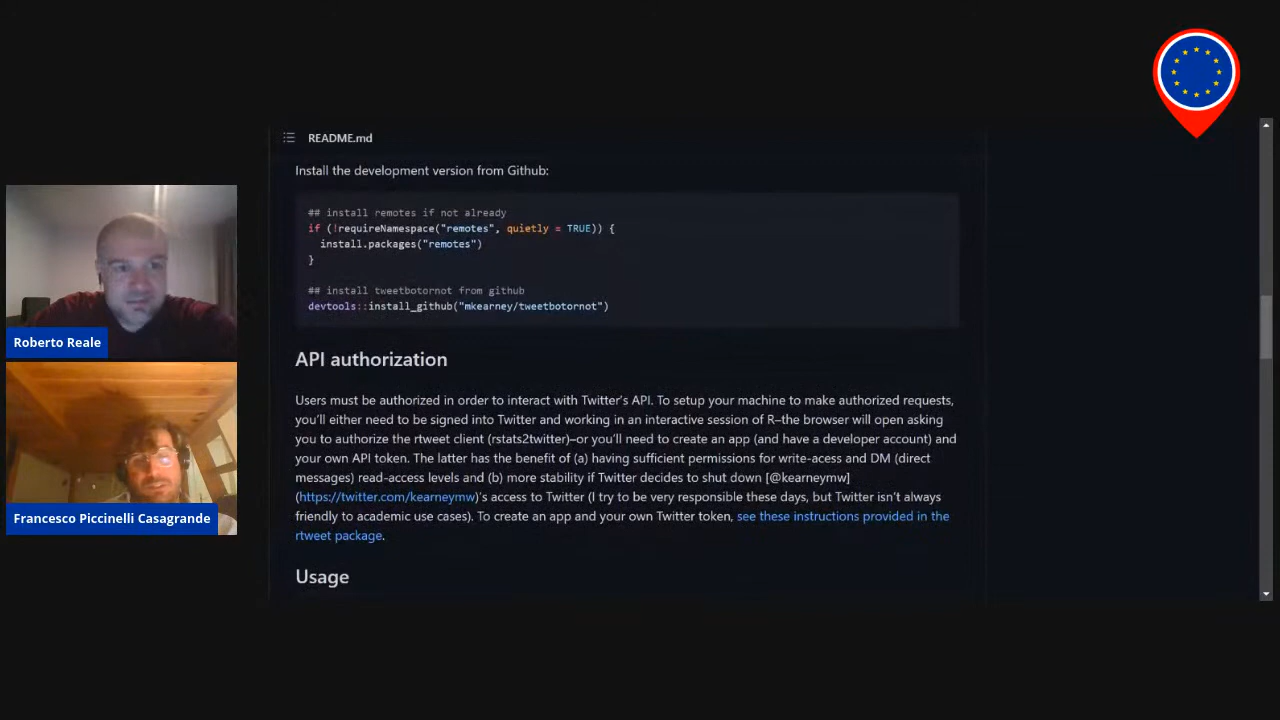 README.md
Install the development version from Github:
## install remotes if not already
if (!requireNamespace("remotes", quietly = TRUE)) {
  install.packages("remotes")
}
## install tweetbotornot from github
devtools::install_github("mkearney/tweetbotornot")
API authorization
Users must be authorized in order to interact with Twitter's API. To setup your machine to make authorized requests,
you'll either need to be signed into Twitter and working in an interactive session of R–the browser will open asking
you to authorize the rtweet client (rstats2twitter)–or you'll need to create an app (and have a developer account) and
your own API token. The latter has the benefit of (a) having sufficient permissions for write-acess and DM (direct
messages) read-access levels and (b) more stability if Twitter decides to shut down [@kearneymw]
(https://twitter.com/kearneymw)'s access to Twitter (I try to be very responsible these days, but Twitter isn't always
friendly to academic use cases). To create an app and your own Twitter token, see these instructions provided in the
rtweet package.
Usage
Roberto Reale
Francesco Piccinelli Casagrande